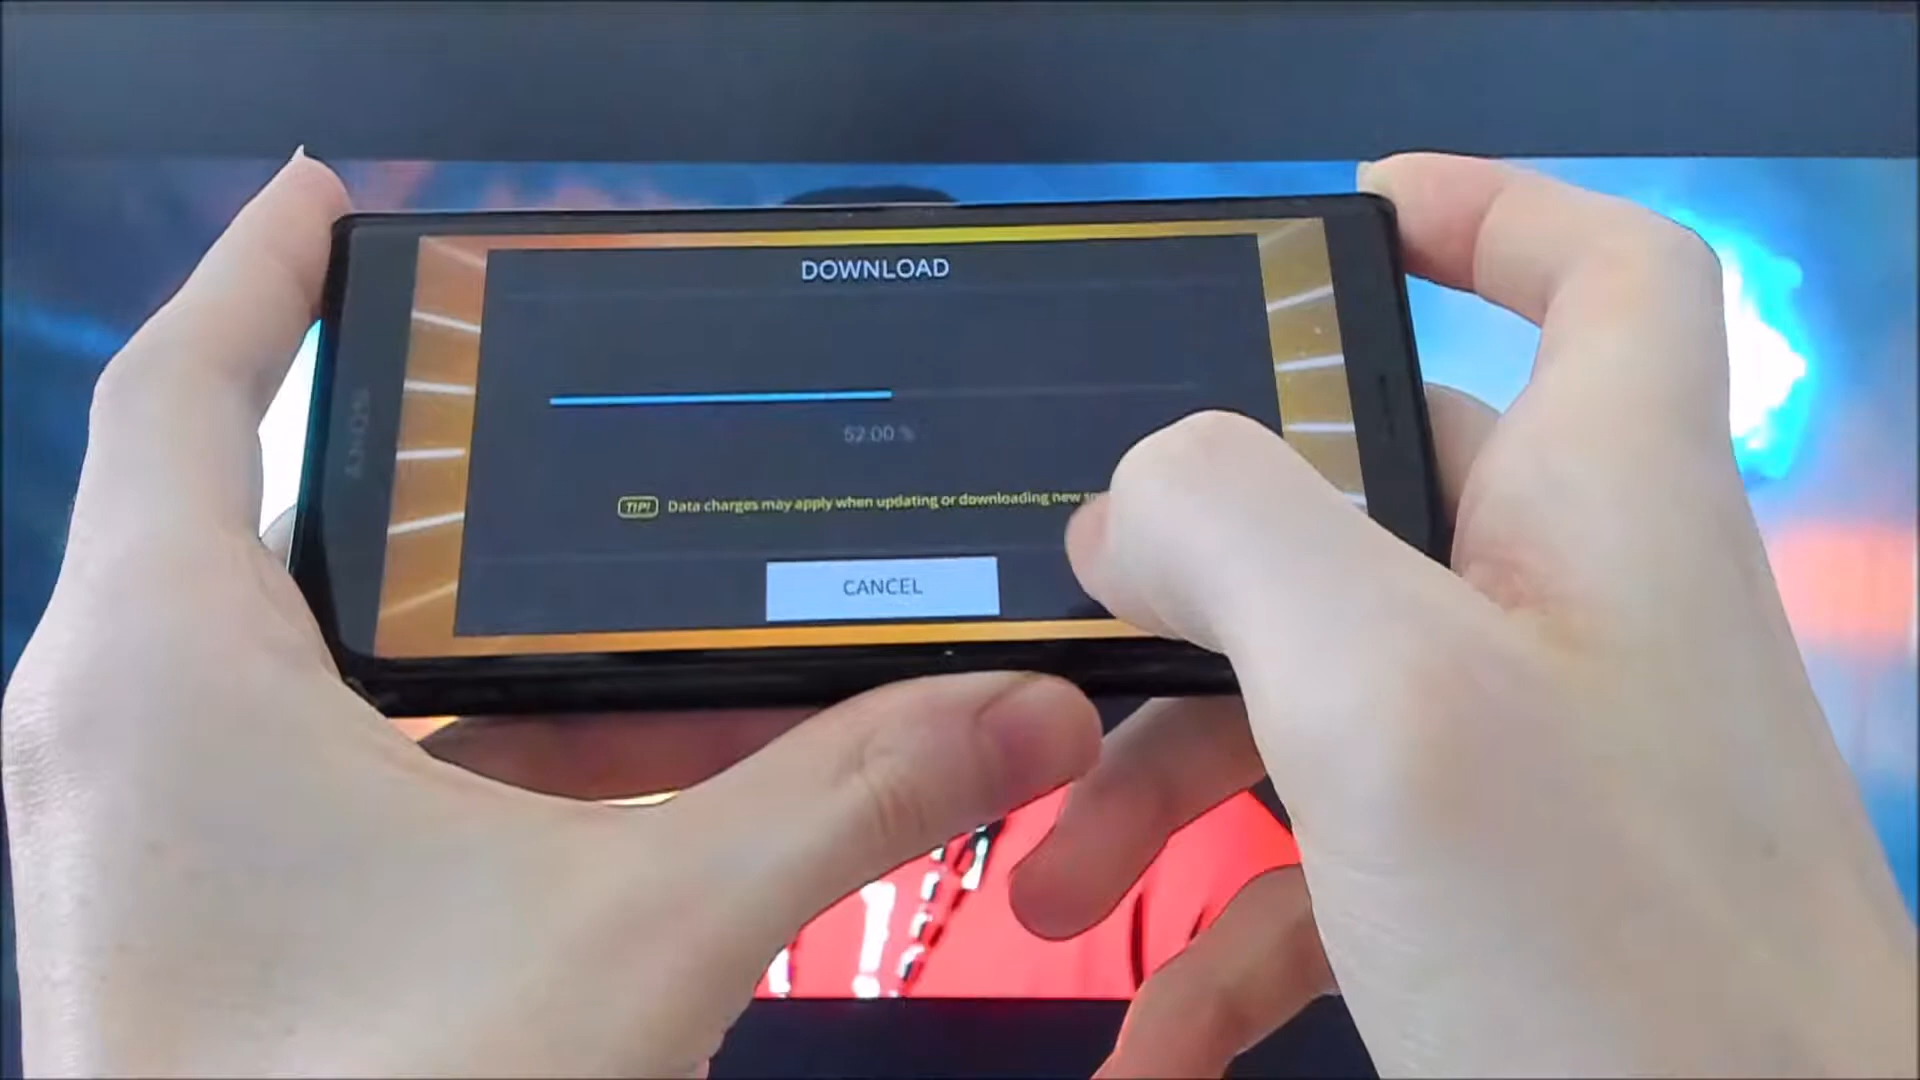 DOWNLOAD
52.00 %
TIP! Data charges may apply when updating or downloading new
CANCEL
SONY